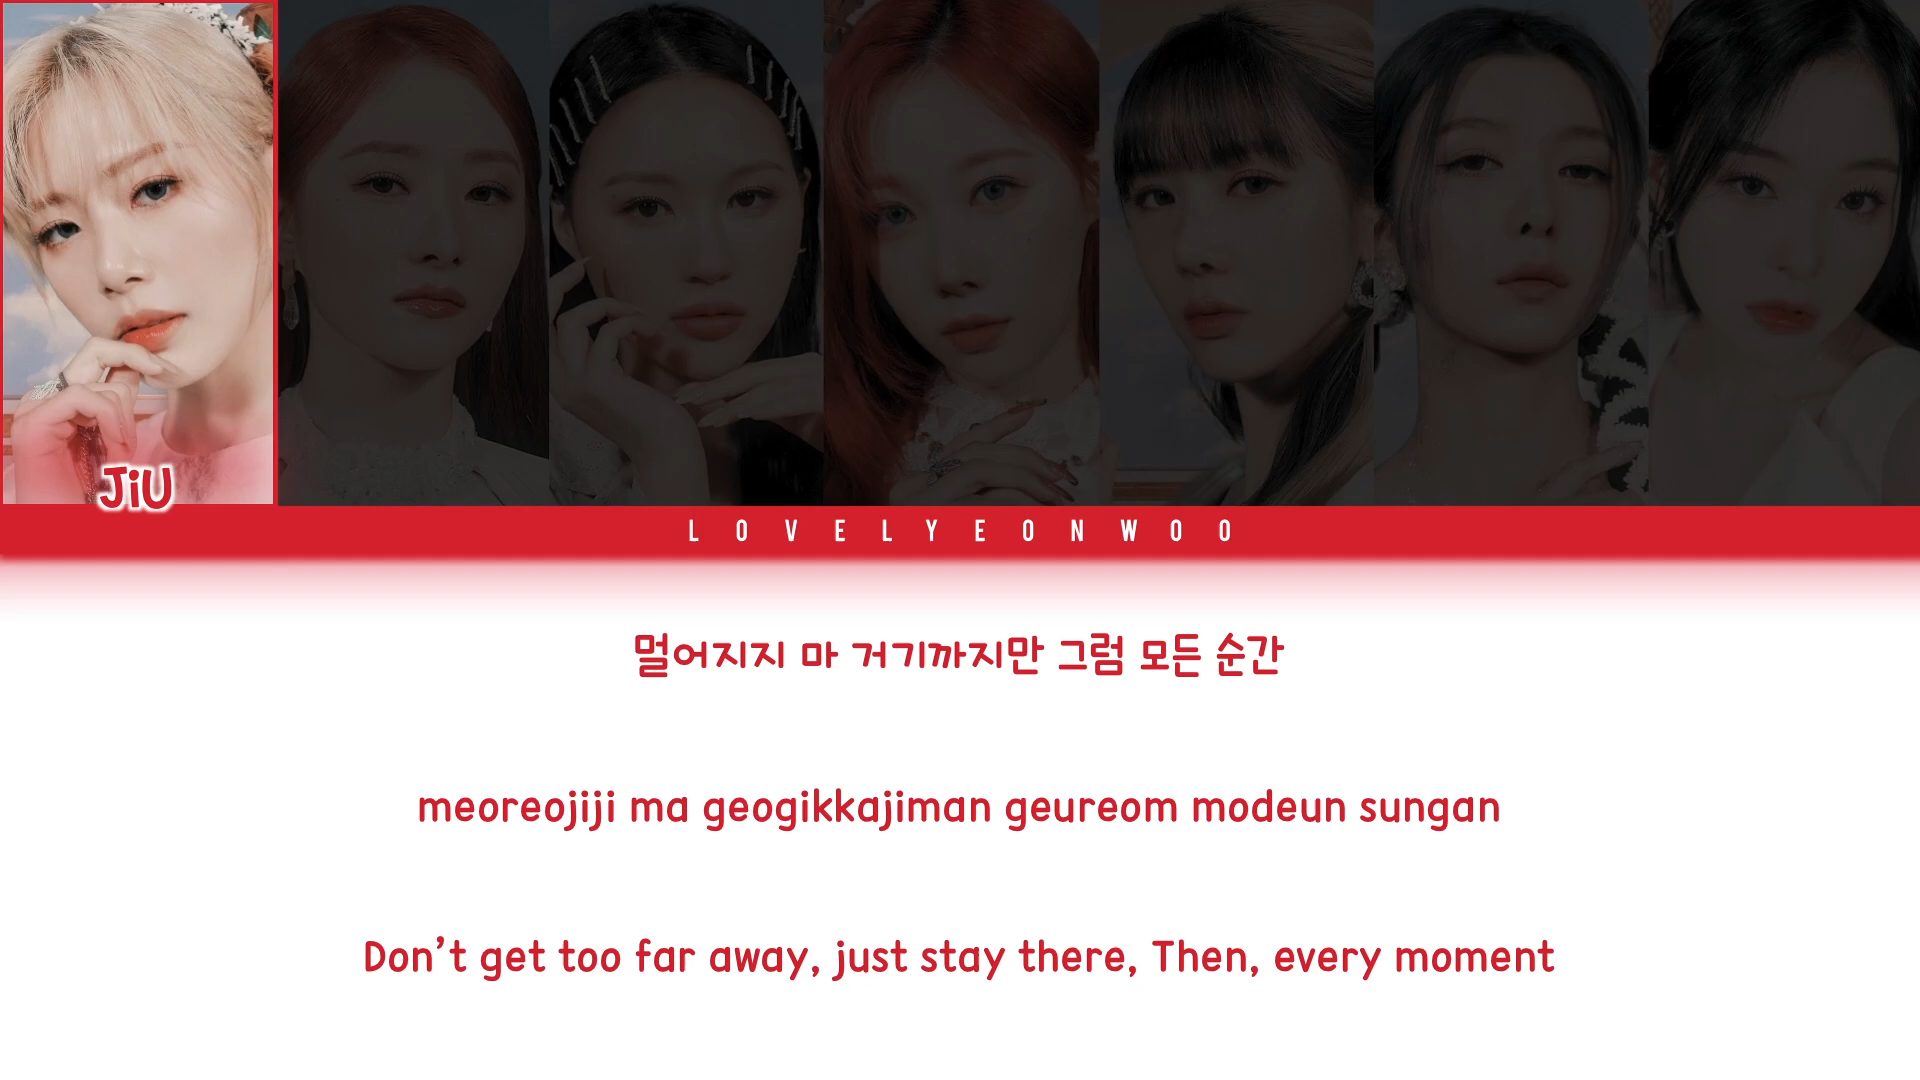 JiU
LOVELYEONWOO
멀어지지 마 거기까지만 그럼 모든 순간
meoreojiji ma geogikkajiman geureom modeun sungan
Don’t get too far away, just stay there, Then, every moment